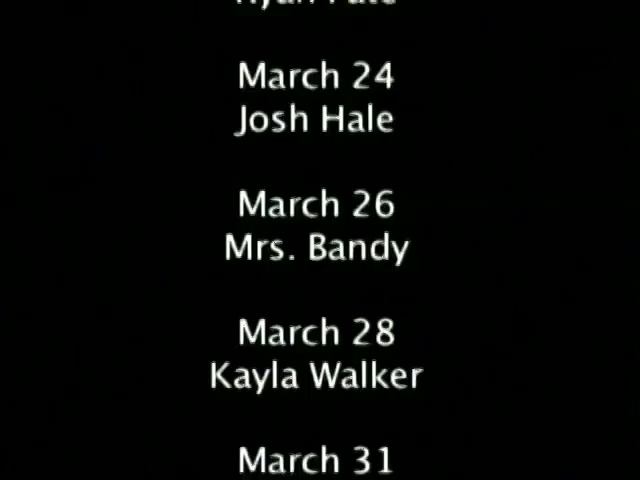 March 24
Josh Hale
March 26
Mrs. Bandy
March 28
Kayla Walker
March 31